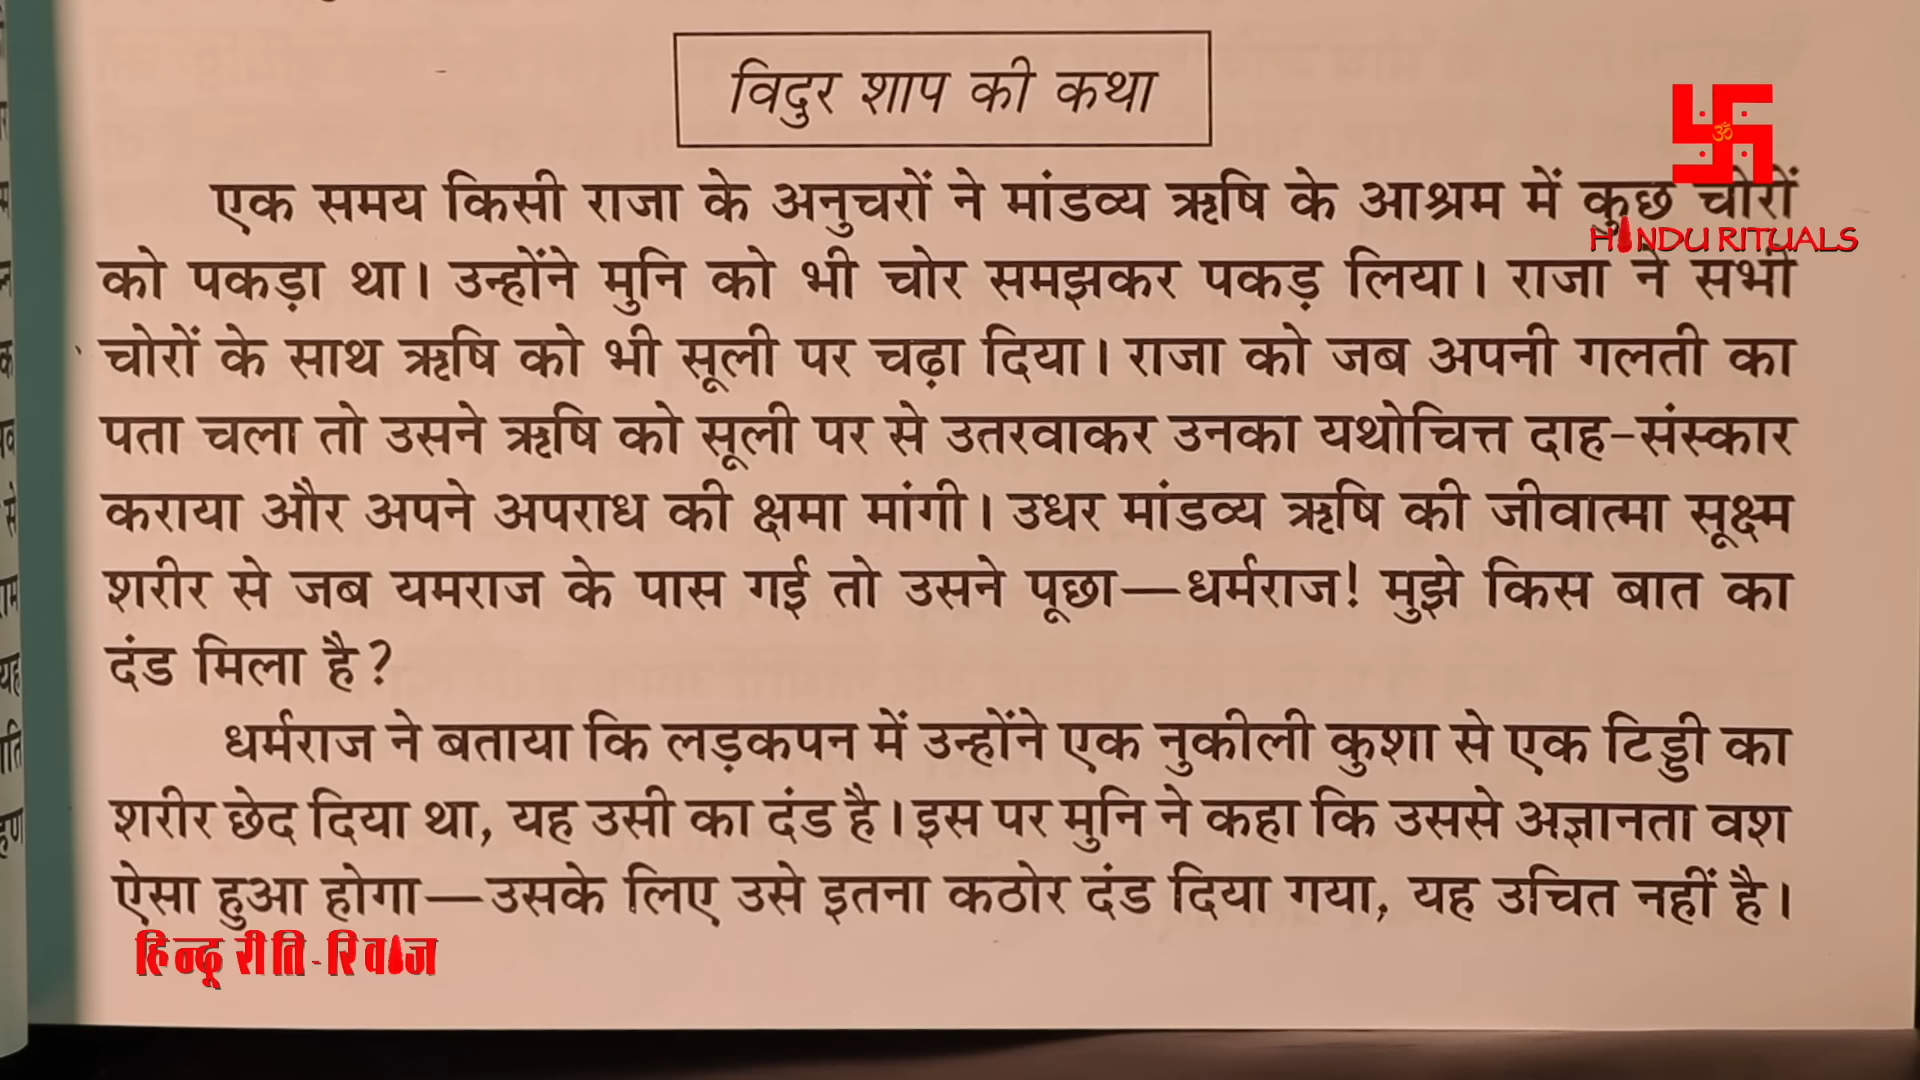 विदुर शाप की कथा
एक समय किसी राजा के अनुचरों ने मांडव्य ऋषि के आश्रम में कुछ चोरों
HINDU RITUALS
को पकड़ा था। उन्होंने मुनि को भी चोर समझकर पकड़ लिया। राजा ने सभी
चोरों के साथ ऋषि को भी सूली पर चढ़ा दिया। राजा को जब अपनी गलती का
पता चला तो उसने ऋषि को सूली पर से उतरवाकर उनका यथोचित्त दाह-संस्कार
कराया और अपने अपराध की क्षमा मांगी। उधर मांडव्य ऋषि की जीवात्मा सूक्ष्म
शरीर से जब यमराज के पास गई तो उसने पूछा—धर्मराज! मुझे किस बात का
दंड मिला है?
धर्मराज ने बताया कि लड़कपन में उन्होंने एक नुकीली कुशा से एक टिड्डी का
शरीर छेद दिया था, यह उसी का दंड है। इस पर मुनि ने कहा कि उससे अज्ञानता वश
ऐसा हुआ होगा—उसके लिए उसे इतना कठोर दंड दिया गया, यह उचित नहीं है।
हिन्दू रीति-रिवाज